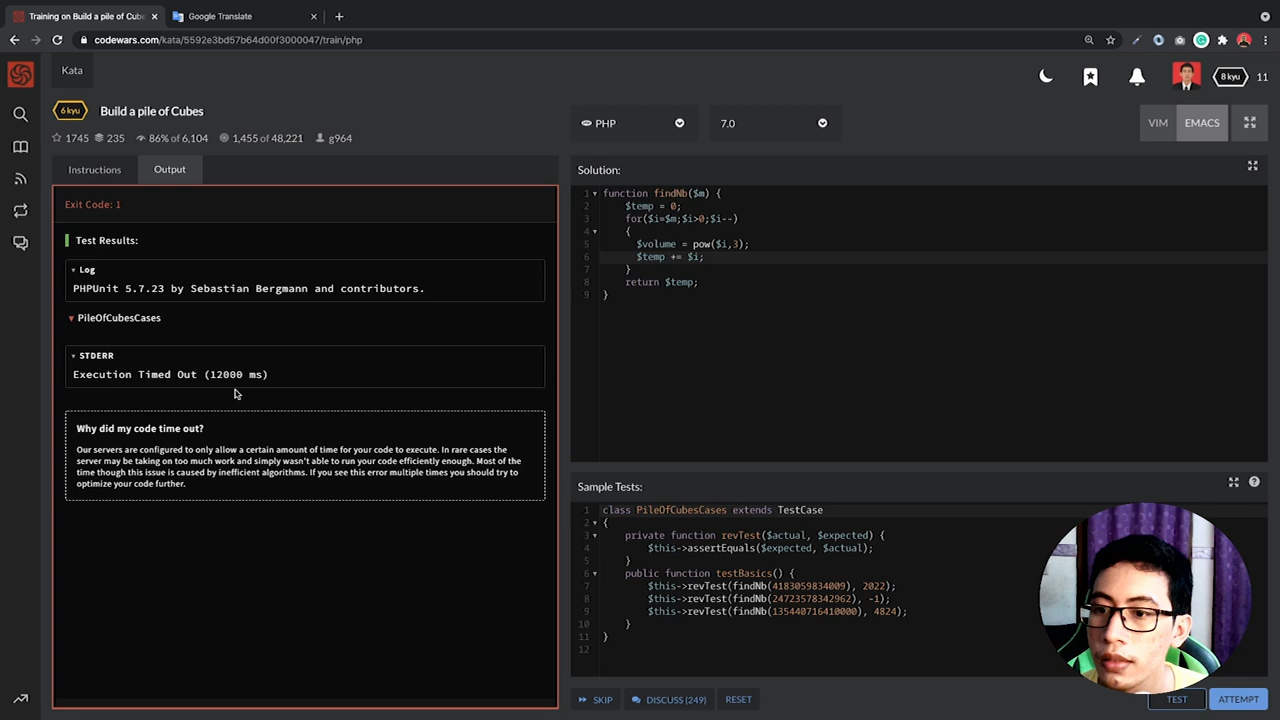 Training on Build a pile of Cube
Google Translate
codewars.com/kata/5592e3bd57b64d00f3000047/train/php
Kata
8 kyu
11
6 kyu
Build a pile of Cubes
1745
235
86% of 6,104
1,455 of 48,221
g964
PHP
7.0
VIM
EMACS
Instructions
Output
Exit Code: 1
Test Results:
Log
PHPUnit 5.7.23 by Sebastian Bergmann and contributors.
PileOfCubesCases
STDERR
Execution Timed Out (12000 ms)
Why did my code time out?
Our servers are configured to only allow a certain amount of time for your code to execute. In rare cases the
server may be taking on too much work and simply wasn't able to run your code efficiently enough. Most of the
time though this issue is caused by inefficient algorithms. If you see this error multiple times you should try to
optimize your code further.
Solution:
1 function findNb($m) {
2 $temp = 0;
3 for($i=$m;$i>0;$i--)
4 {
5 $volume = pow($i,3);
6 $temp += $i;
7 }
8 return $temp;
9 }
Sample Tests:
1 class PileOfCubesCases extends TestCase
2 {
3 private function revTest($actual, $expected) {
4 $this->assertEquals($expected, $actual);
5 }
6 public function testBasics() {
7 $this->revTest(findNb(4183059834009), 2022);
8 $this->revTest(findNb(24723578342962), -1);
9 $this->revTest(findNb(135440716410000), 4824);
10 }
11 }
12
SKIP
DISCUSS (249)
RESET
TEST
ATTEMPT